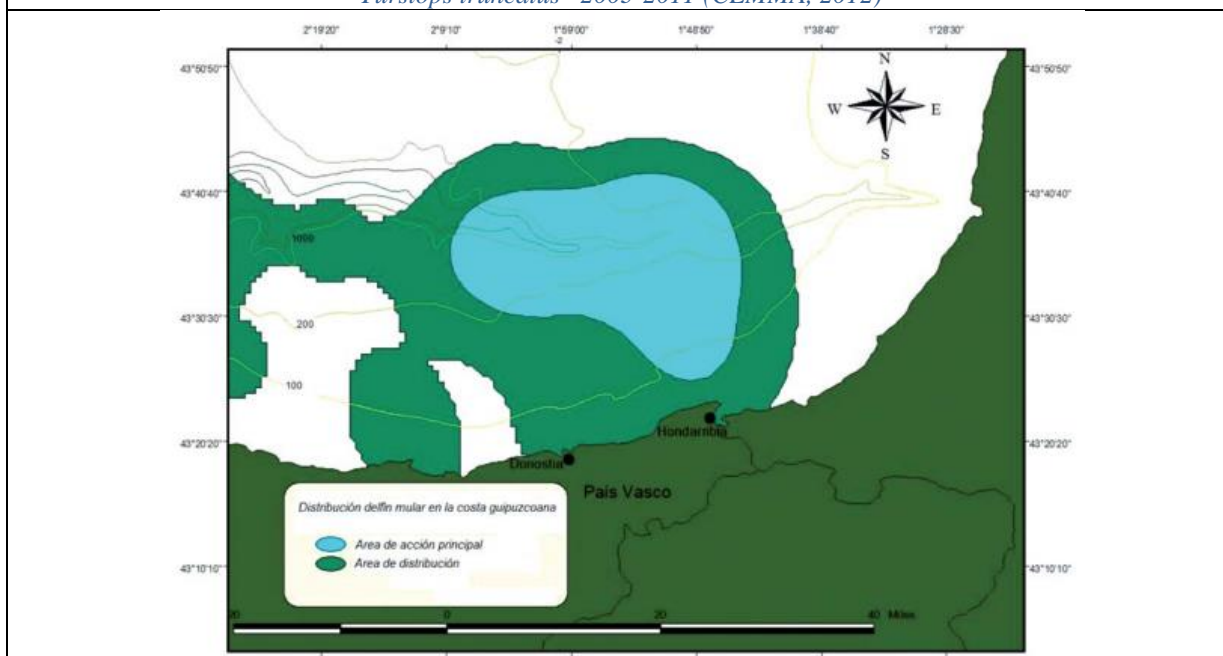 2°19'20" 2°9'10" 1°59'00" 1°48'50" 1°38'40" 1°28'30"
-2
43°50'50" 43°50'50"
N
W E
S
43°40'40" 43°40'40"
1000
43°30'30" 43°30'30"
200
100
43°20'20" 43°20'20"
Hondarribia
Donostia
País Vasco
Distribución delfin mular en la costa guipuzcoana
Area de acción principal
Area de distribución
43°10'10" 43°10'10"
20 0 20 40 Miles